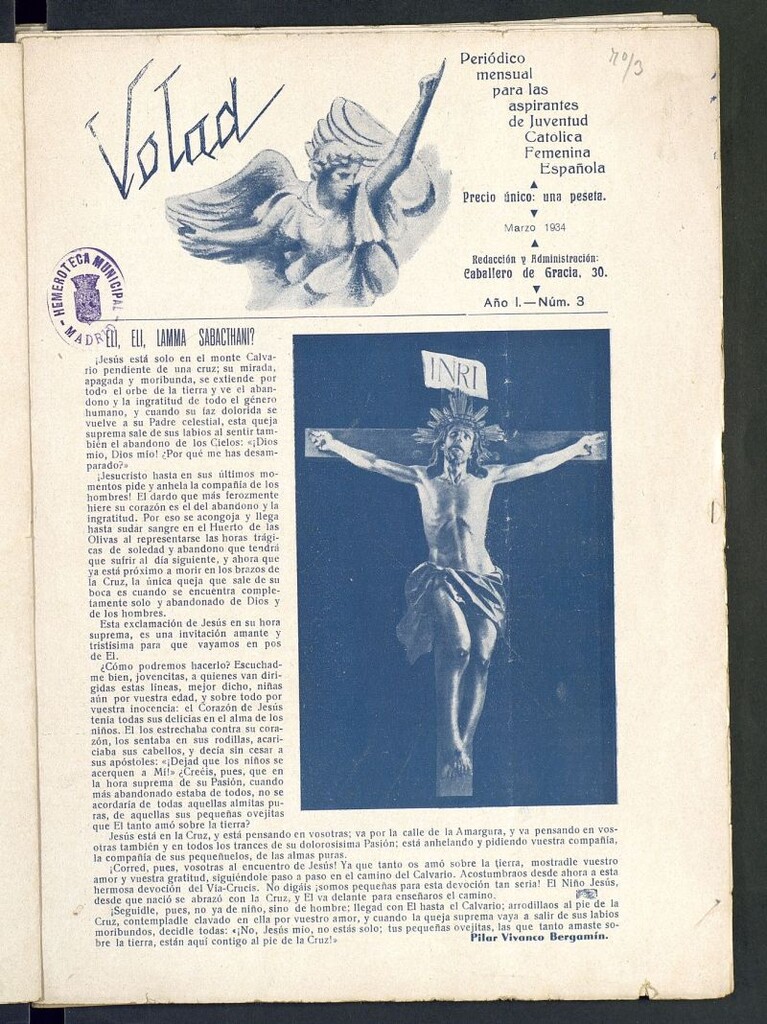 Volad
Periódico
mensual
para las
aspirantes
de Juventud
Catolica
Femenina
Española
Precio único: una peseta.
Marzo 1934
Redacción y Administración:
Caballero de Gracia, 30.
Año I.—Núm. 3
70/3
HEMEROTECA MUNICIPAL
MADRID
ELI, ELI, LAMMA SABACTHANI?
¡Jesús está solo en el monte Calva-
rio pendiente de una cruz; su mirada,
apagada y moribunda, se extiende por
todo el orbe de la tierra y ve el aban-
dono y la ingratitud de todo el género
humano, y cuando su faz dolorida se
vuelve a su Padre celestial, esta queja
suprema sale de sus labios al sentir tam-
bién el abandono de los Cielos: «¡Dios
mío, Dios mío! ¿Por qué me has desam-
parado?»
¡Jesucristo hasta en sus últimos mo-
mentos pide y anhela la compañía de los
hombres! El dardo que más ferozmente
hiere su corazón es el del abandono y la
ingratitud. Por eso se acongoja y llega
hasta sudar sangre en el Huerto de las
Olivas al representarse las horas trági-
cas de soledad y abandono que tendrá
que sufrir al día siguiente, y ahora que
ya está próximo a morir en los brazos de
la Cruz, la única queja que sale de su
boca es cuando se encuentra comple-
tamente solo y abandonado de Dios y
de los hombres.
Esta exclamación de Jesús en su hora
suprema, es una invitación amante y
tristísima para que vayamos en pos
de El.
¿Cómo podremos hacerlo? Escuchad-
me bien, jovencitas, a quienes van diri-
gidas estas líneas, mejor dicho, niñas
aún por vuestra edad, y sobre todo por
vuestra inocencia: el Corazón de Jesús
tenía todas sus delicias en el alma de los
niños. El los estrechaba contra su cora-
zón, los sentaba en sus rodillas, acari-
ciaba sus cabellos, y decía sin cesar a
sus apóstoles: «¡Dejad que los niños se
acerquen a Mí!» ¿Creéis, pues, que en
la hora suprema de su Pasión, cuando
más abandonado estaba de todos, no se
acordaría de todas aquellas almitas pu-
ras, de aquellas sus pequeñas ovejitas
que El tanto amó sobre la tierra?
INRI
Jesús está en la Cruz, y está pensando en vosotras; va por la calle de la Amargura, y va pensando en vos-
otras también y en todos los trances de su dolorosísima Pasión; está anhelando y pidiendo vuestra compañía,
la compañía de sus pequeñuelos, de las almas puras.
¡Corred, pues, vosotras al encuentro de Jesús! Ya que tanto os amó sobre la tierra, mostradle vuestro
amor y vuestra gratitud, siguiéndole paso a paso en el camino del Calvario. Acostumbraos desde ahora a esta
hermosa devoción del Vía-Crucis. No digáis ¡somos pequeñas para esta devoción tan seria! El Niño Jesús,
desde que nació se abrazó con la Cruz, y El va delante para enseñaros el camino.
¡Seguidle, pues, no ya de niño, sino de hombre; llegad con El hasta el Calvario; arrodillaos al pie de la
Cruz, contempladle clavado en ella por vuestro amor, y cuando la queja suprema vaya a salir de sus labios
moribundos, decidle todas: «¡No, Jesús mío, no estás solo; tus pequeñas ovejitas, las que tanto amaste so-
bre la tierra, están aquí contigo al pie de la Cruz!»
Pilar Vivanco Bergamín.